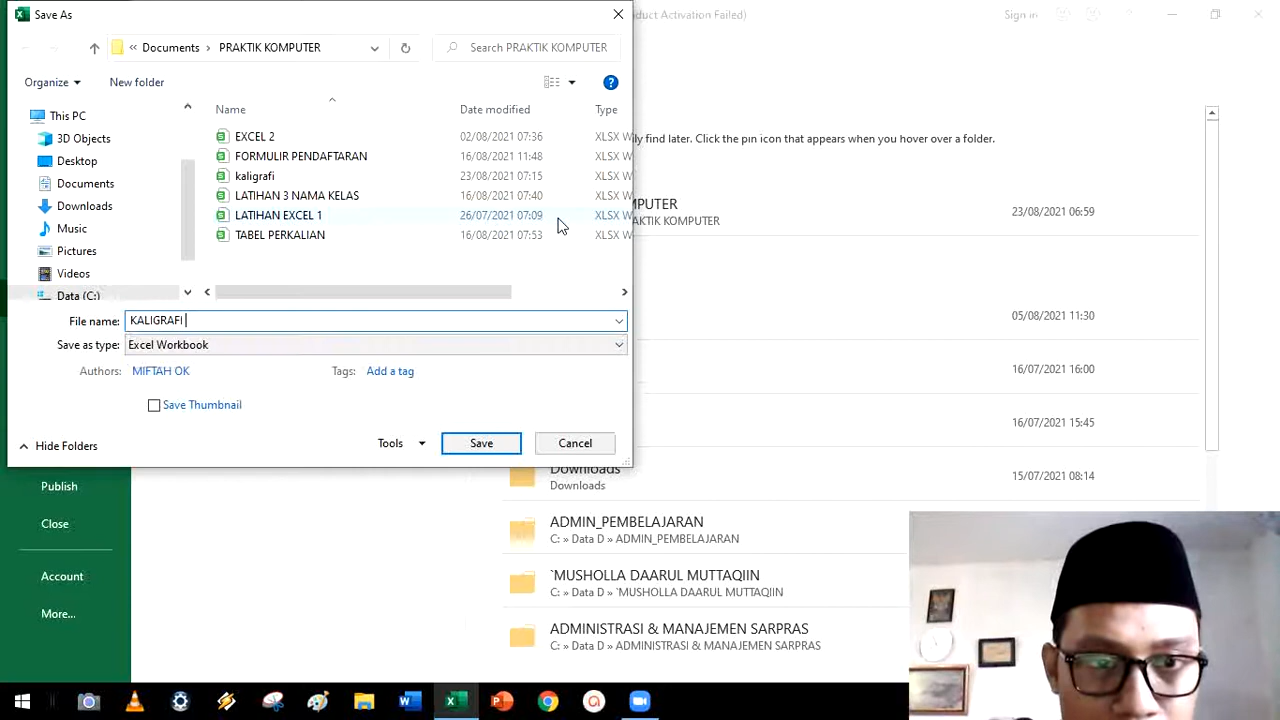 Save As
duct Activation Failed)
Sign in
« Documents › PRAKTIK KOMPUTER
Search PRAKTIK KOMPUTER
Organize
New folder
?
This PC
3D Objects
Desktop
Documents
Downloads
Music
Pictures
Videos
Data (C:)
Name Date modified Type
EXCEL 2 02/08/2021 07:36 XLSX W
FORMULIR PENDAFTARAN 16/08/2021 11:48 XLSX W
kaligrafi 23/08/2021 07:15 XLSX W
LATIHAN 3 NAMA KELAS 16/08/2021 07:40 XLSX W
LATIHAN EXCEL 1 26/07/2021 07:09 XLSX W
TABEL PERKALIAN 16/08/2021 07:53 XLSX W
File name: KALIGRAFI
Save as type: Excel Workbook
Authors: MIFTAH OK
Tags: Add a tag
Save Thumbnail
Hide Folders
Tools
Save
Cancel
ly find later. Click the pin icon that appears when you hover over a folder.
MPUTER
AKTIK KOMPUTER
23/08/2021 06:59
05/08/2021 11:30
16/07/2021 16:00
16/07/2021 15:45
Downloads
Downloads
15/07/2021 08:14
ADMIN_PEMBELAJARAN
C: » Data D » ADMIN_PEMBELAJARAN
`MUSHOLLA DAARUL MUTTAQIIN
C: » Data D » `MUSHOLLA DAARUL MUTTAQIIN
ADMINISTRASI & MANAJEMEN SARPRAS
C: » Data D » ADMINISTRASI & MANAJEMEN SARPRAS
Publish
Close
Account
More...